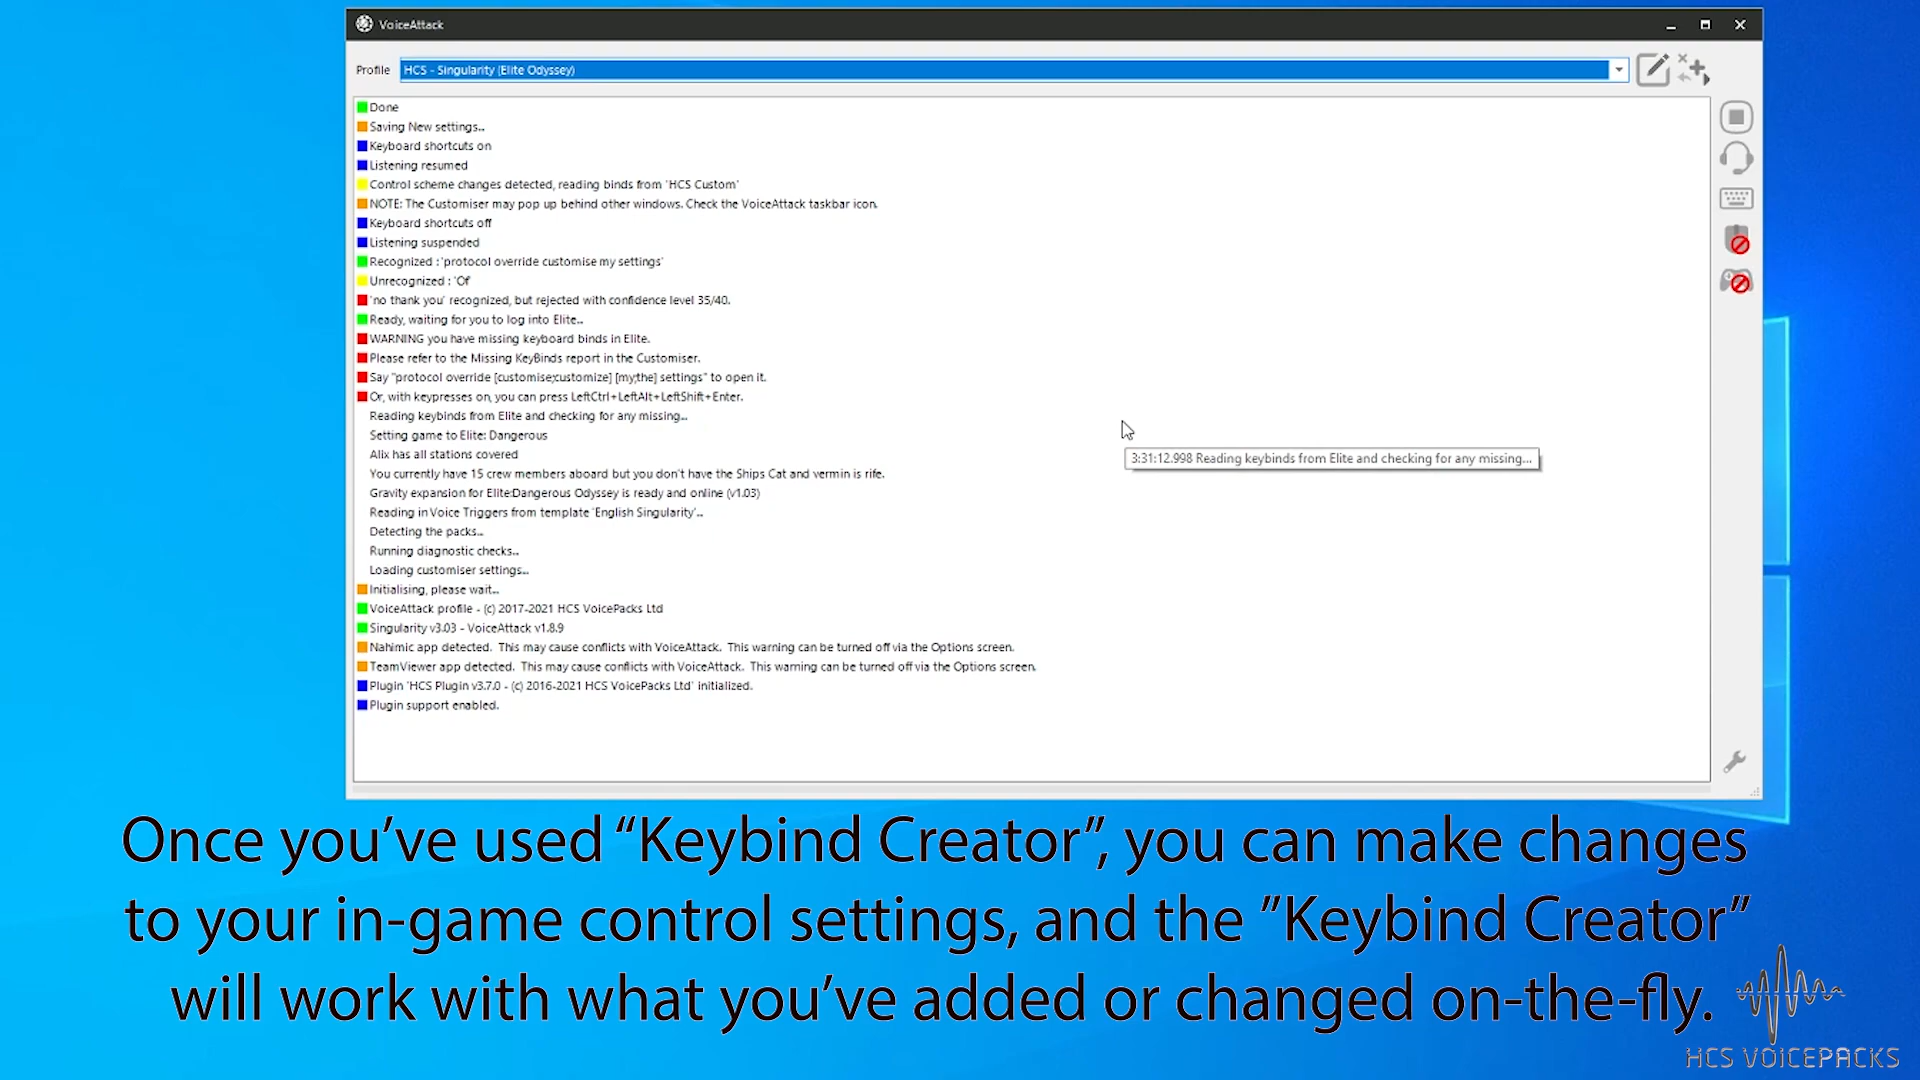 VoiceAttack
Profile HCS - Singularity (Elite Odyssey)
Done
Saving New settings...
Keyboard shortcuts on
Listening resumed
Control scheme changes detected, reading binds from 'HCS Custom'
NOTE: The Customiser may pop up behind other windows. Check the VoiceAttack taskbar icon.
Keyboard shortcuts off
Listening suspended
Recognized : 'protocol override customise my settings'
Unrecognized : 'Of'
'no thank you' recognized, but rejected with confidence level 35/40.
Ready, waiting for you to log into Elite...
WARNING you have missing keyboard binds in Elite.
Please refer to the Missing KeyBinds report in the Customiser.
Say "protocol override [customise;customize] [my;the] settings" to open it.
Or, with keypresses on, you can press LeftCtrl+LeftAlt+LeftShift+Enter.
Reading keybinds from Elite and checking for any missing...
Setting game to Elite: Dangerous
Alix has all stations covered
3:31:12.998 Reading keybinds from Elite and checking for any missing...
You currently have 15 crew members aboard but you don't have the Ships Cat and vermin is rife.
Gravity expansion for Elite:Dangerous Odyssey is ready and online (v1.03)
Reading in Voice Triggers from template 'English Singularity'...
Detecting the packs...
Running diagnostic checks...
Loading customiser settings...
Initialising, please wait...
VoiceAttack profile - (c) 2017-2021 HCS VoicePacks Ltd
Singularity v3.03 - VoiceAttack v1.8.9
Nahimic app detected.  This may cause conflicts with VoiceAttack.  This warning can be turned off via the Options screen.
TeamViewer app detected.  This may cause conflicts with VoiceAttack.  This warning can be turned off via the Options screen.
Plugin 'HCS Plugin v3.7.0 - (c) 2016-2021 HCS VoicePacks Ltd' initialized.
Plugin support enabled.
Once you’ve used “Keybind Creator”, you can make changes
to your in-game control settings, and the ”Keybind Creator”
will work with what you’ve added or changed on-the-fly.
HCS VOICEPACKS